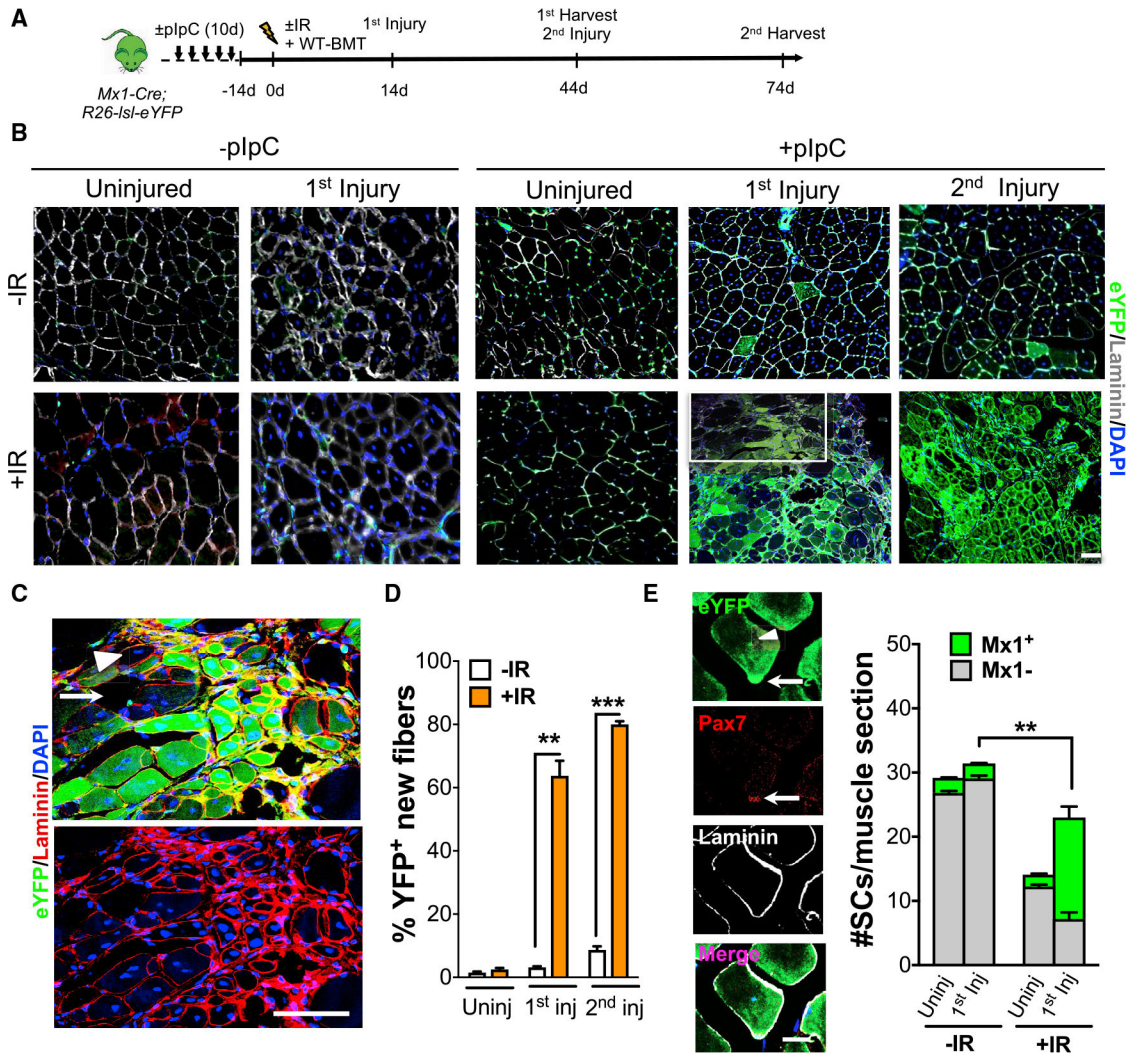 A
±pIpC (10d)
±IR
+ WT-BMT
1st Injury
1st Harvest
2nd Injury
2nd Harvest
-14d
0d
14d
44d
74d
Mx1-Cre;
R26-lsl-eYFP
B
-pIpC
+pIpC
Uninjured
1st Injury
Uninjured
1st Injury
2nd Injury
-IR
+IR
eYFP/Laminin/DAPI
C
eYFP/Laminin/DAPI
D
% YFP+ new fibers
100
80
60
40
20
0
-IR
+IR
**
***
Uninj
1st inj
2nd inj
E
eYFP
Pax7
Laminin
Merge
#SCs/muscle section
50
40
30
20
10
0
Mx1+
Mx1-
**
Uninj
1st Inj
Uninj
1st Inj
-IR
+IR